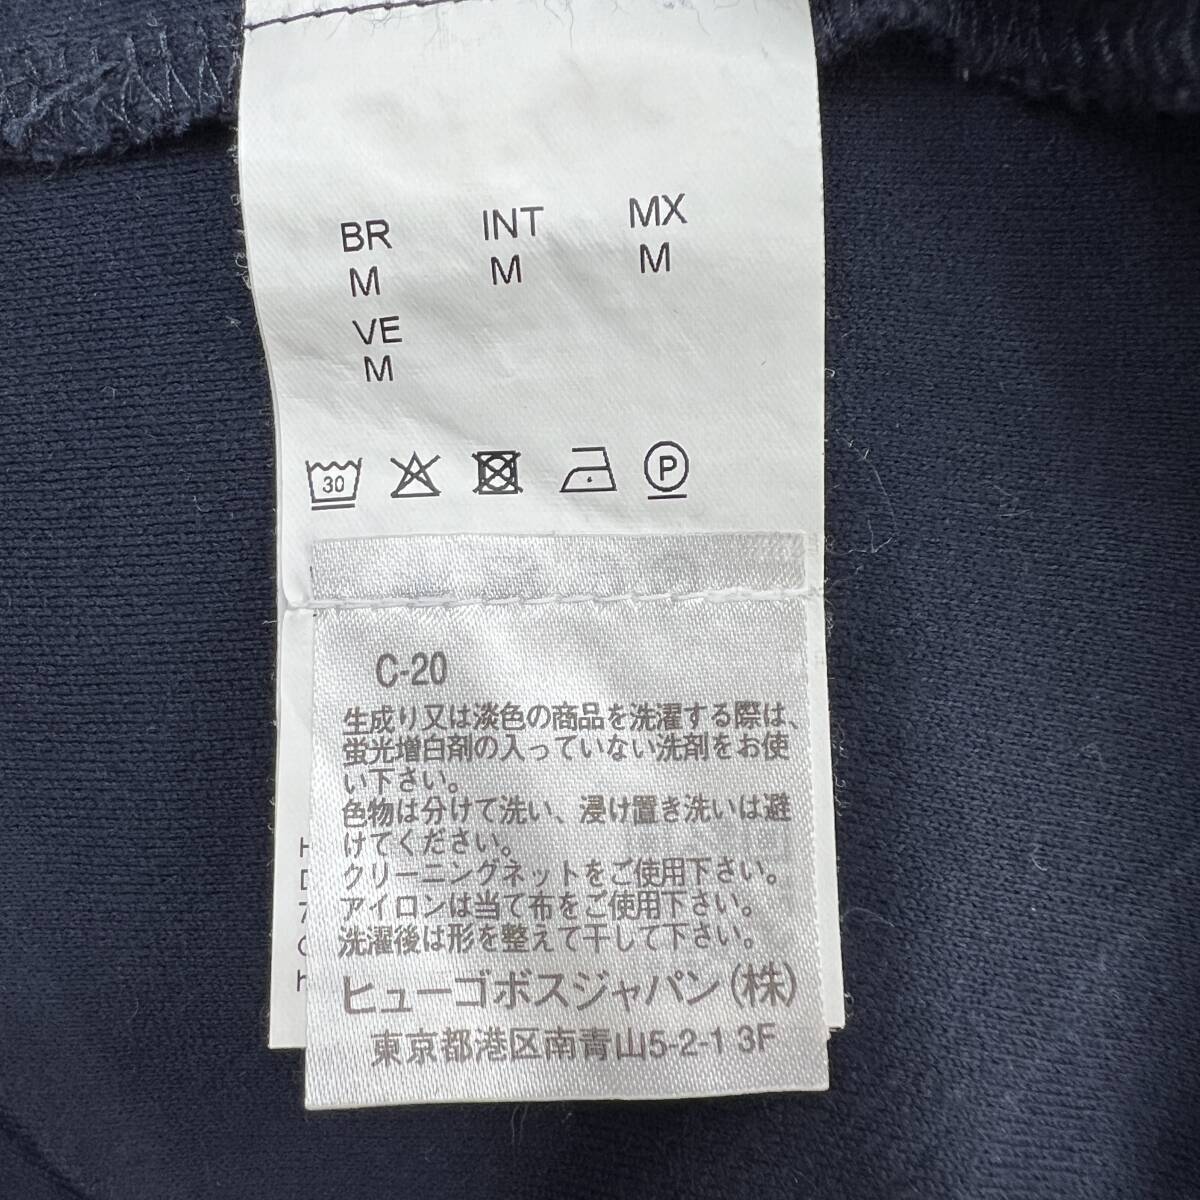 BR INT MX
M M M
VE
M
30 P
C-20
生成り又は淡色の商品を洗濯する際は、
蛍光増白剤の入っていない洗剤をお使
い下さい。
色物は分けて洗い、浸け置き洗いは避
けてください。
クリーニングネットをご使用下さい。
アイロンは当て布をご使用下さい。
洗濯後は形を整えて干して下さい。
ヒューゴボスジャパン(株)
東京都港区南青山5-2-1 3F